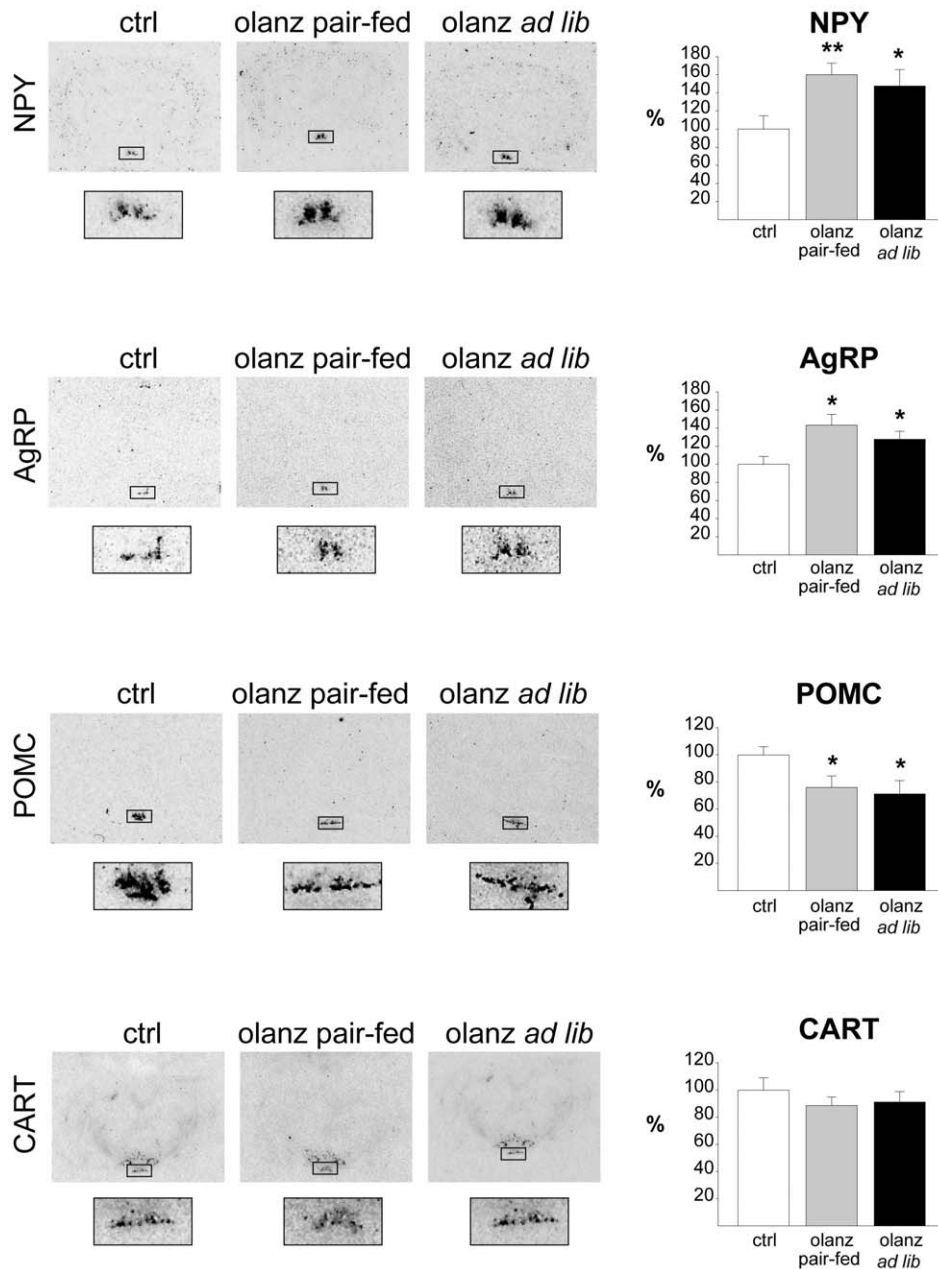 ctrl olanz pair-fed olanz ad lib
NPY
NPY
** *
180
160
140
120
100
80
60
40
20
%
ctrl olanz olanz
pair-fed ad lib
ctrl olanz pair-fed olanz ad lib
AgRP
AgRP
* *
180
160
140
120
100
80
60
40
20
%
ctrl olanz olanz
pair-fed ad lib
ctrl olanz pair-fed olanz ad lib
POMC
POMC
* *
120
100
80
60
40
20
%
ctrl olanz olanz
pair-fed ad lib
ctrl olanz pair-fed olanz ad lib
CART
CART
120
100
80
60
40
20
%
ctrl olanz olanz
pair-fed ad lib